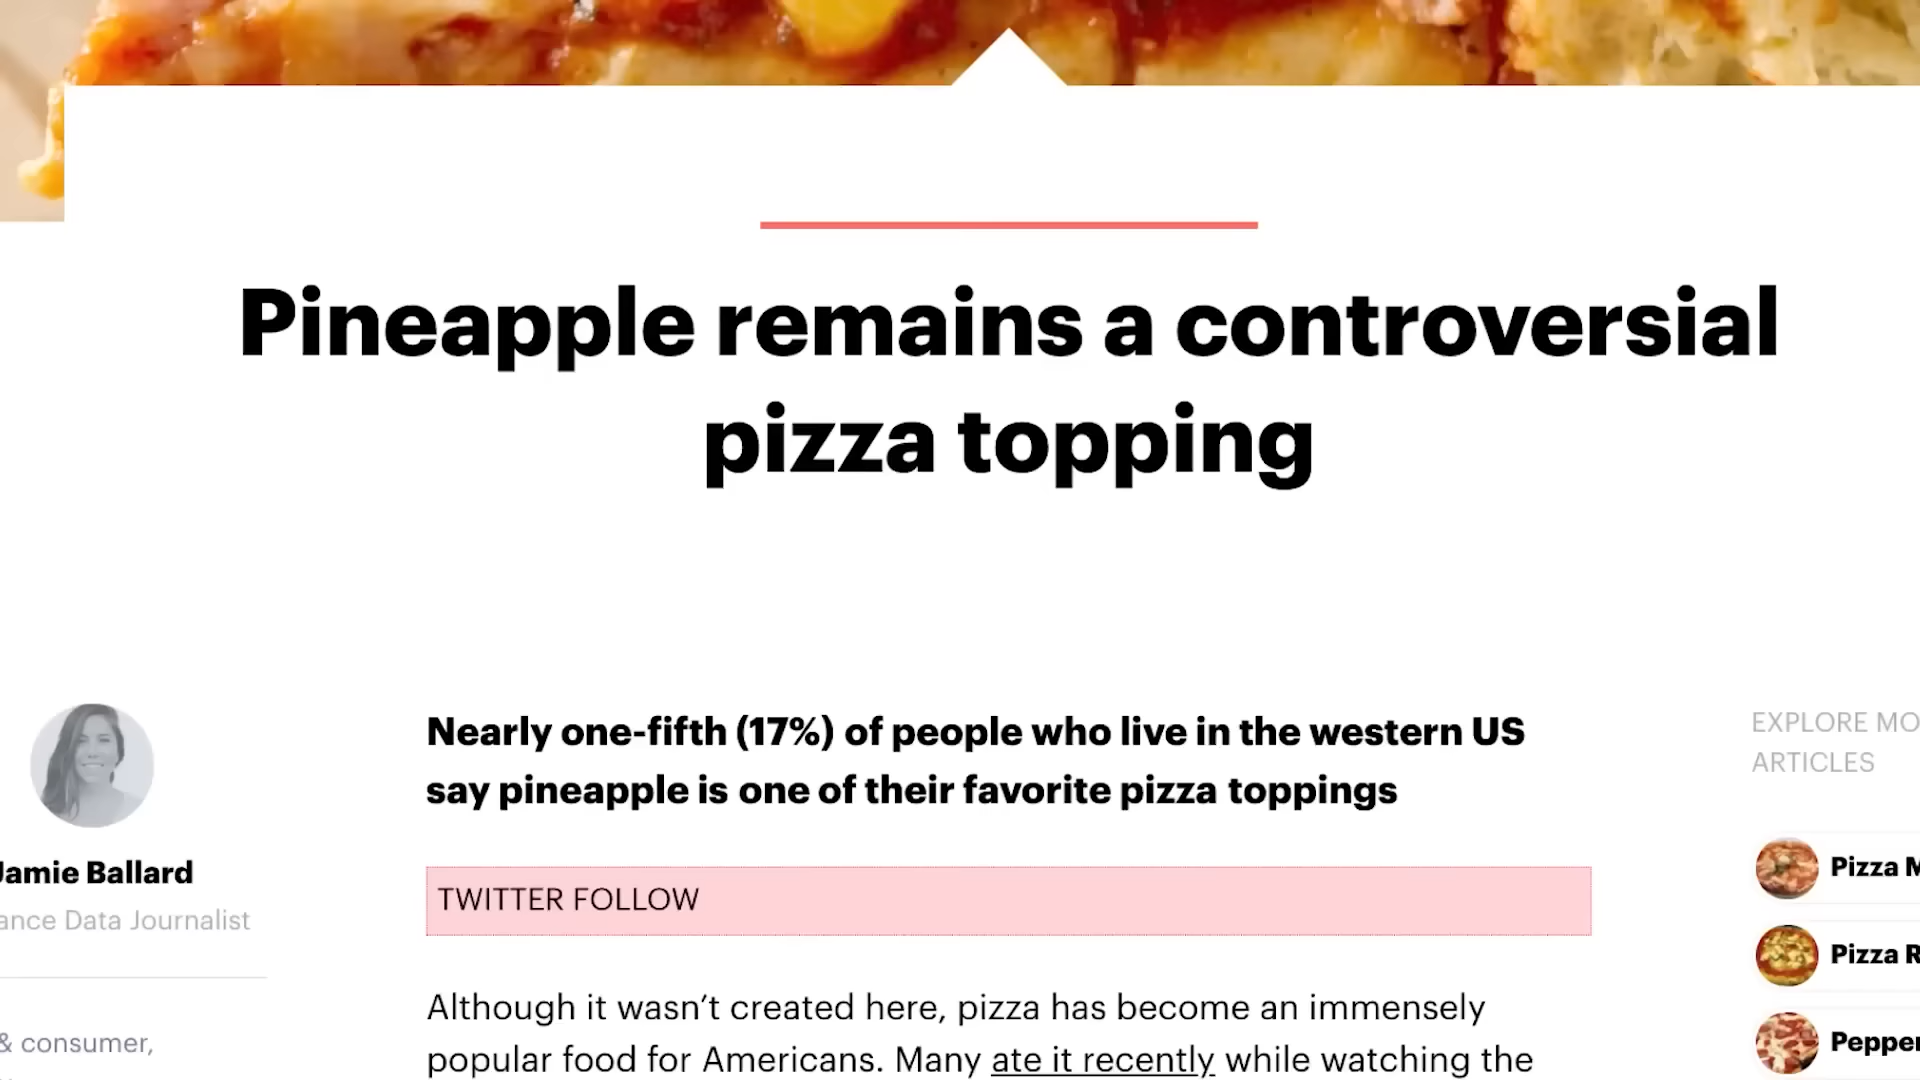 Pineapple remains a controversial
pizza topping
Jamie Ballard
Data Journalist
& consumer,
Nearly one-fifth (17%) of people who live in the western US
say pineapple is one of their favorite pizza toppings
TWITTER FOLLOW
Although it wasn’t created here, pizza has become an immensely
popular food for Americans. Many ate it recently while watching the
EXPLORE
ARTICLES
Pizza
Pizza